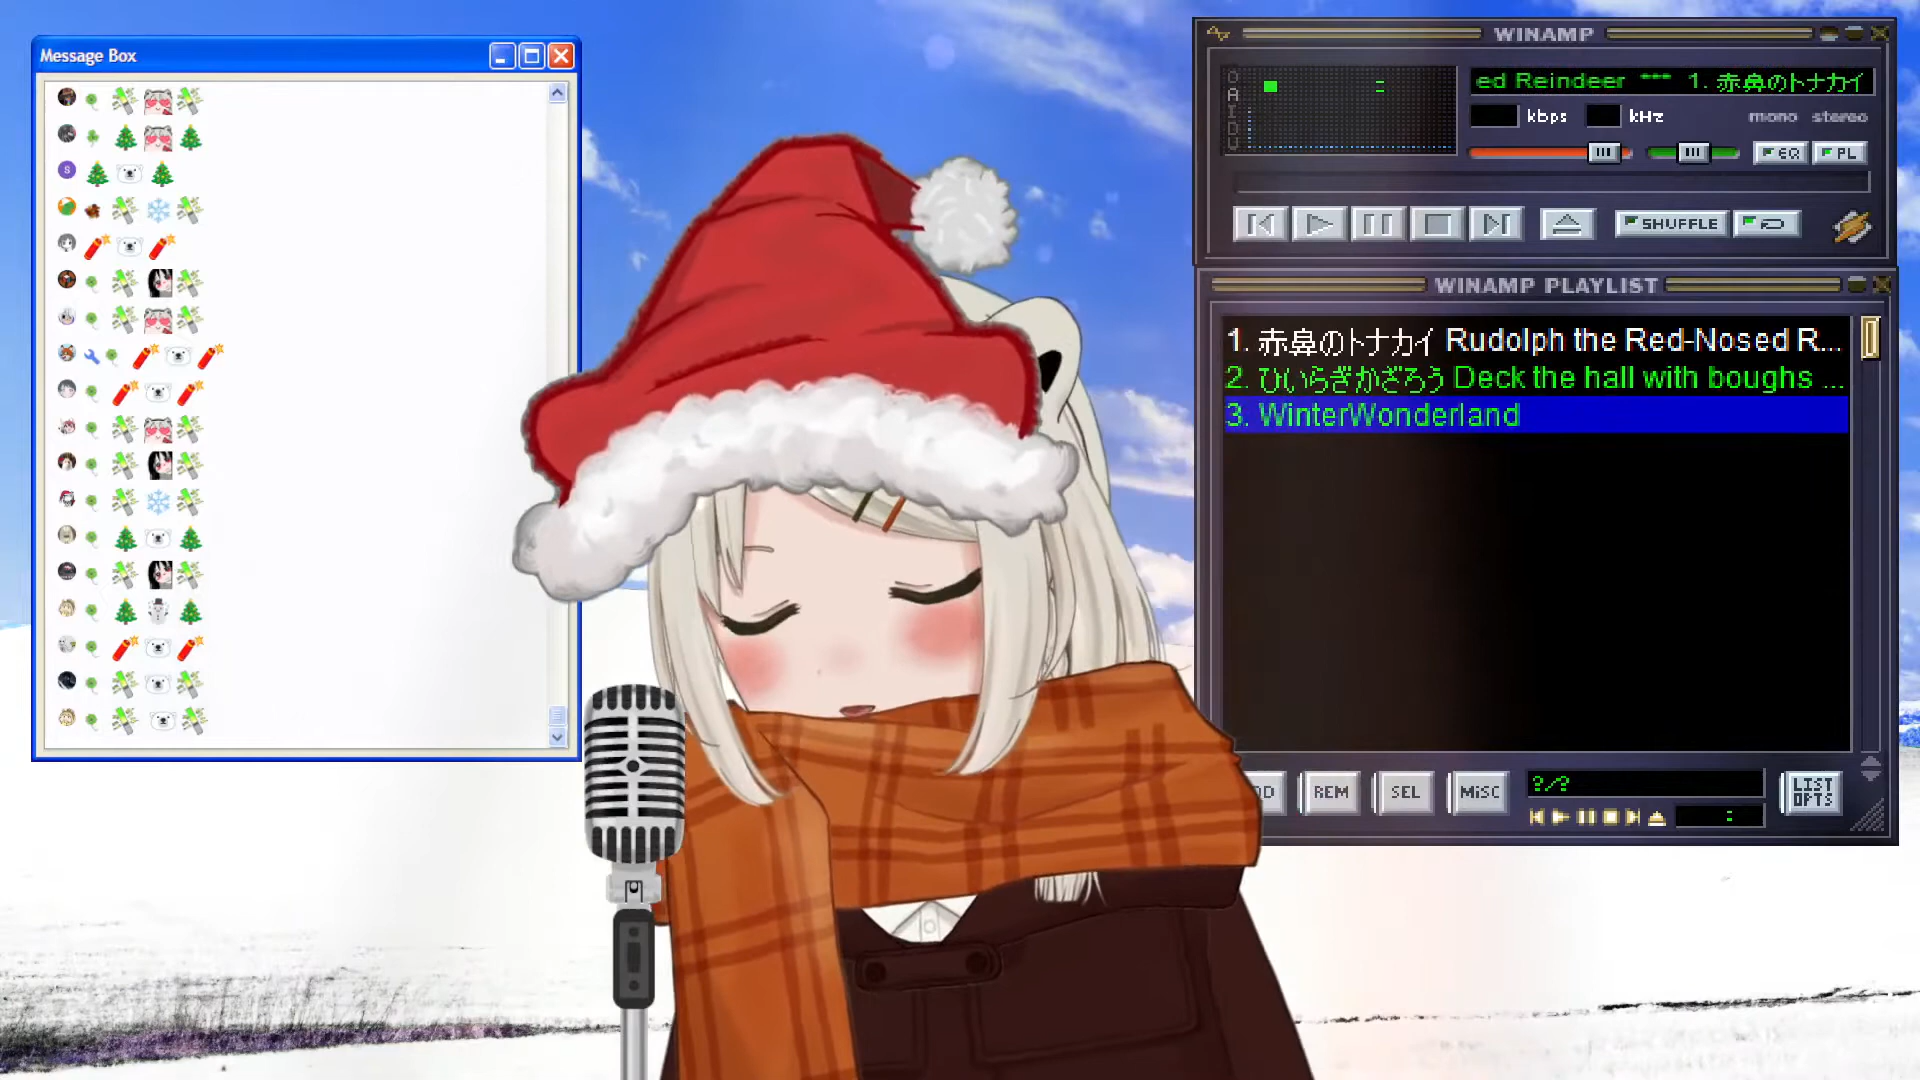 Message Box
S
WINAMP
O
A
I
D
V
ed Reindeer *** 1. 赤鼻のトナカイ
kbps kHz mono stereo
EQ PL
SHUFFLE
WINAMP PLAYLIST
1. 赤鼻のトナカイ Rudolph the Red-Nosed R...
2. ひいらぎかざろう Deck the hall with boughs ...
3. WinterWonderland
REM SEL MISC ?/? LIST OPTS